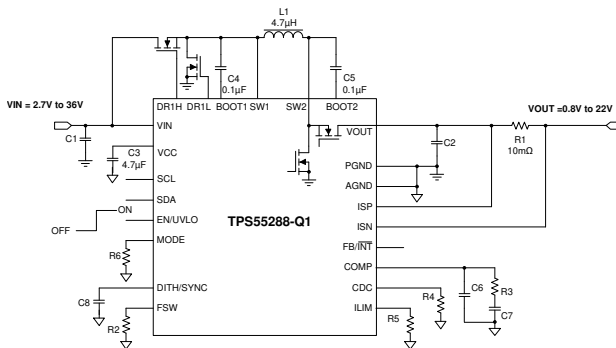 L1
4.7µH
C4
0.1µF
C5
0.1µF
DR1H
DR1L
BOOT1
SW1
SW2
BOOT2
VIN = 2.7V to 36V
VOUT =0.8V to 22V
C1
VIN
VOUT
C2
R1
10mΩ
C3
4.7µF
VCC
PGND
SCL
AGND
SDA
ISP
ON
OFF
EN/UVLO
TPS55288-Q1
ISN
MODE
FB/INT
R6
COMP
C8
DITH/SYNC
CDC
R4
C6
R3
C7
R2
FSW
ILIM
R5